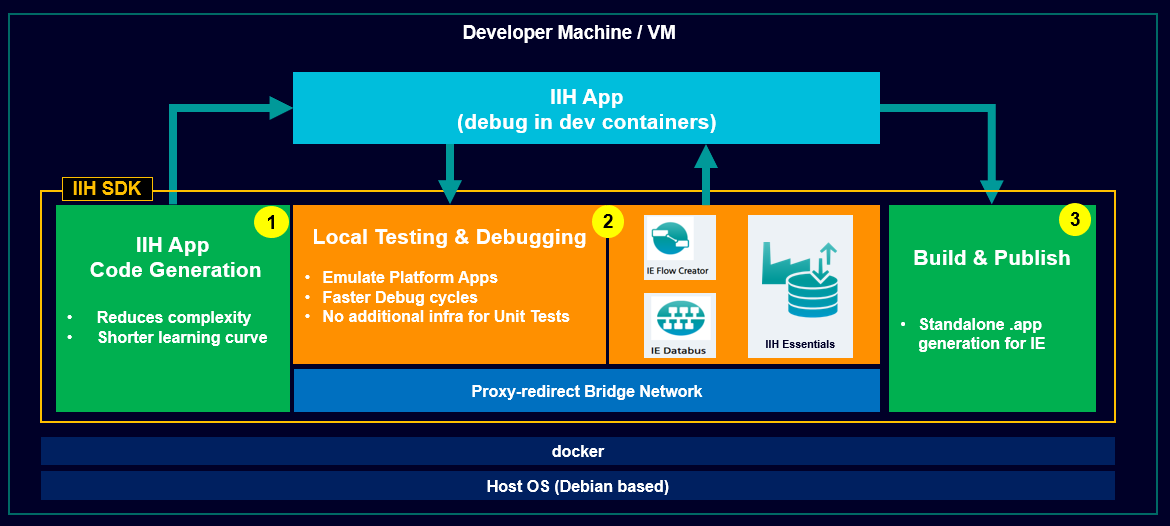 Developer Machine / VM
IIH App
(debug in dev containers)
IIH SDK
1
IIH App
Code Generation
• Reduces complexity
• Shorter learning curve
2
Local Testing & Debugging
• Emulate Platform Apps
• Faster Debug cycles
• No additional infra for Unit Tests
IE Flow Creator
IE Databus
IIH Essentials
3
Build & Publish
• Standalone .app
generation for IE
Proxy-redirect Bridge Network
docker
Host OS (Debian based)